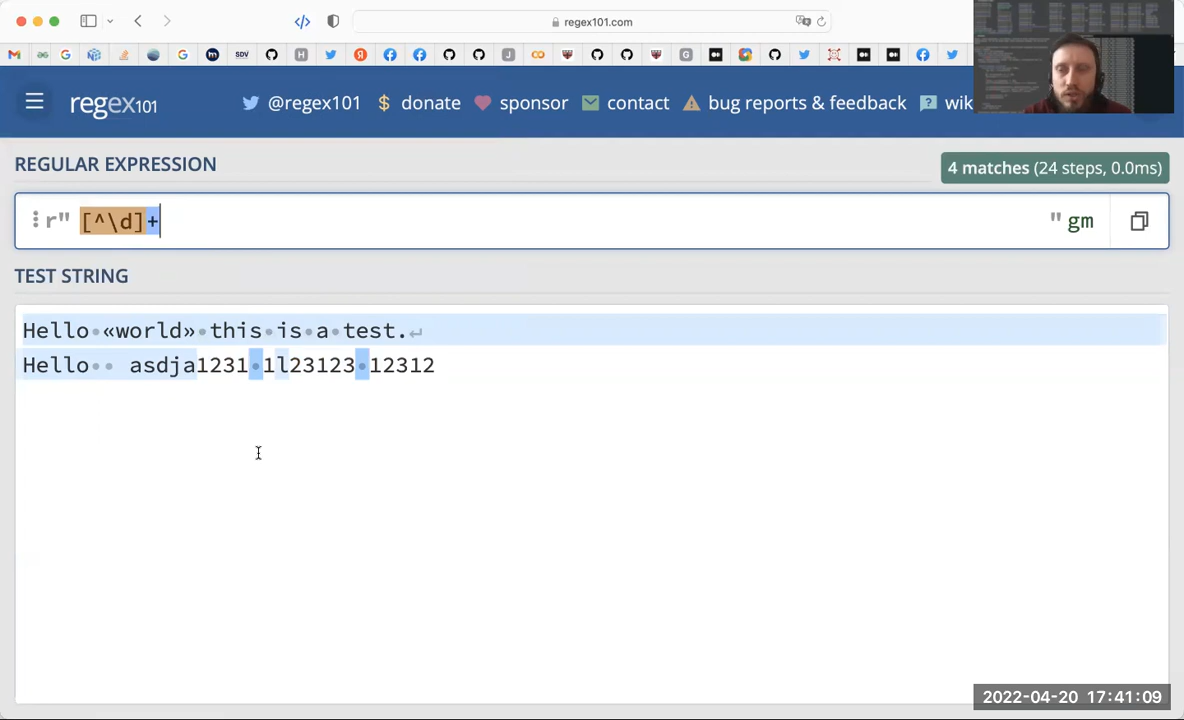 regex101.com
SDV
H
J
G
regex101
@regex101
$ donate
sponsor
contact
bug reports & feedback
wik
REGULAR EXPRESSION
4 matches (24 steps, 0.0ms)
r" [^\d]+ " gm
TEST STRING
Hello·«world»·this·is·a·test.↵
Hello·· asdja1231·1l23123·12312
2022-04-20 17:41:09